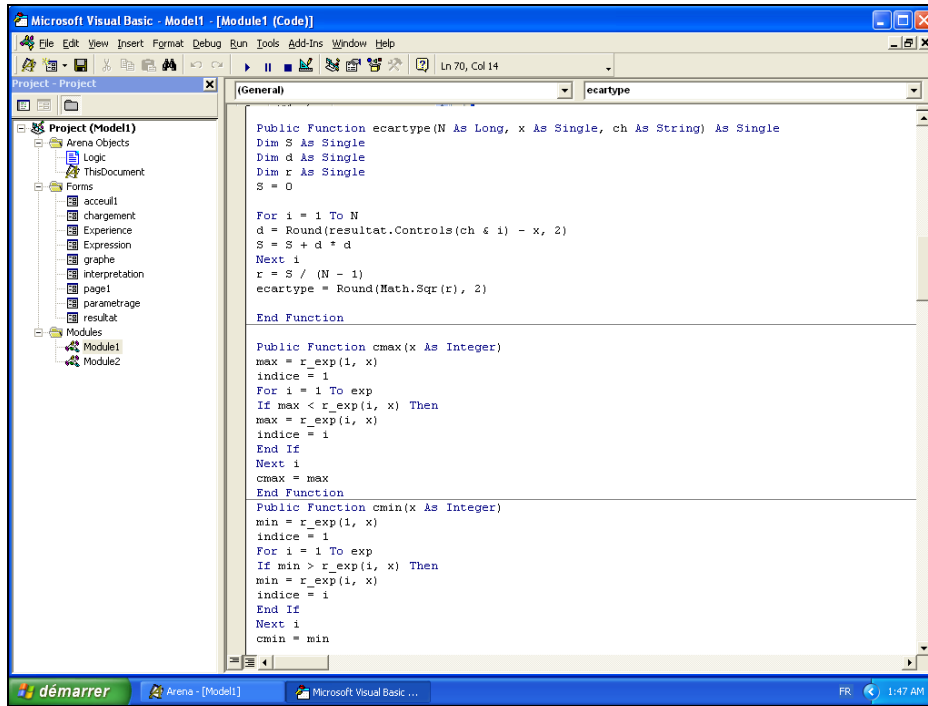 Microsoft Visual Basic - Model1 - [Module1 (Code)]
File Edit View Insert Format Debug Run Tools Add-Ins Window Help
Ln 70, Col 14
Project - Project
(General)
ecartype
Project (Model1)
Arena Objects
Logic
ThisDocument
Forms
acceuil1
chargement
Experience
Expression
graphe
interpretation
page1
parametrage
resultat
Modules
Module1
Module2
Public Function ecartype(N As Long, x As Single, ch As String) As Single
Dim S As Single
Dim d As Single
Dim r As Single
S = 0
For i = 1 To N
d = Round(resultat.Controls(ch & i) - x, 2)
S = S + d * d
Next i
r = S / (N - 1)
ecartype = Round(Math.Sqr(r), 2)
End Function
Public Function cmax(x As Integer)
max = r_exp(1, x)
indice = 1
For i = 1 To exp
If max < r_exp(i, x) Then
max = r_exp(i, x)
indice = i
End If
Next i
cmax = max
End Function
Public Function cmin(x As Integer)
min = r_exp(1, x)
indice = 1
For i = 1 To exp
If min > r_exp(i, x) Then
min = r_exp(i, x)
indice = i
End If
Next i
cmin = min
démarrer
Arena - [Model1]
Microsoft Visual Basic ...
FR
1:47 AM